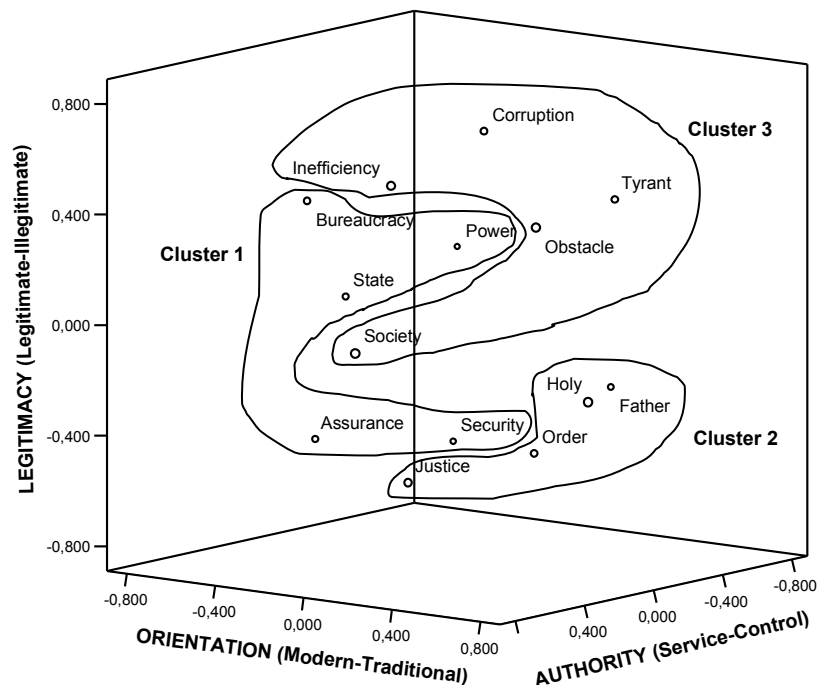 Corruption
Cluster 3
0,800
Inefficiency
Tyrant
Bureaucracy
0,400
Power
Obstacle
Cluster 1
State
0,000
Society
Holy
Father
Assurance
Security
-0,400
Order
Cluster 2
Justice
-0,800
LEGITIMACY (Legitimate-Illegitimate)
-0,800
-0,400
0,000
0,400
0,800
ORIENTATION (Modern-Traditional)
0,400
0,000
-0,400
-0,800
AUTHORITY (Service-Control)